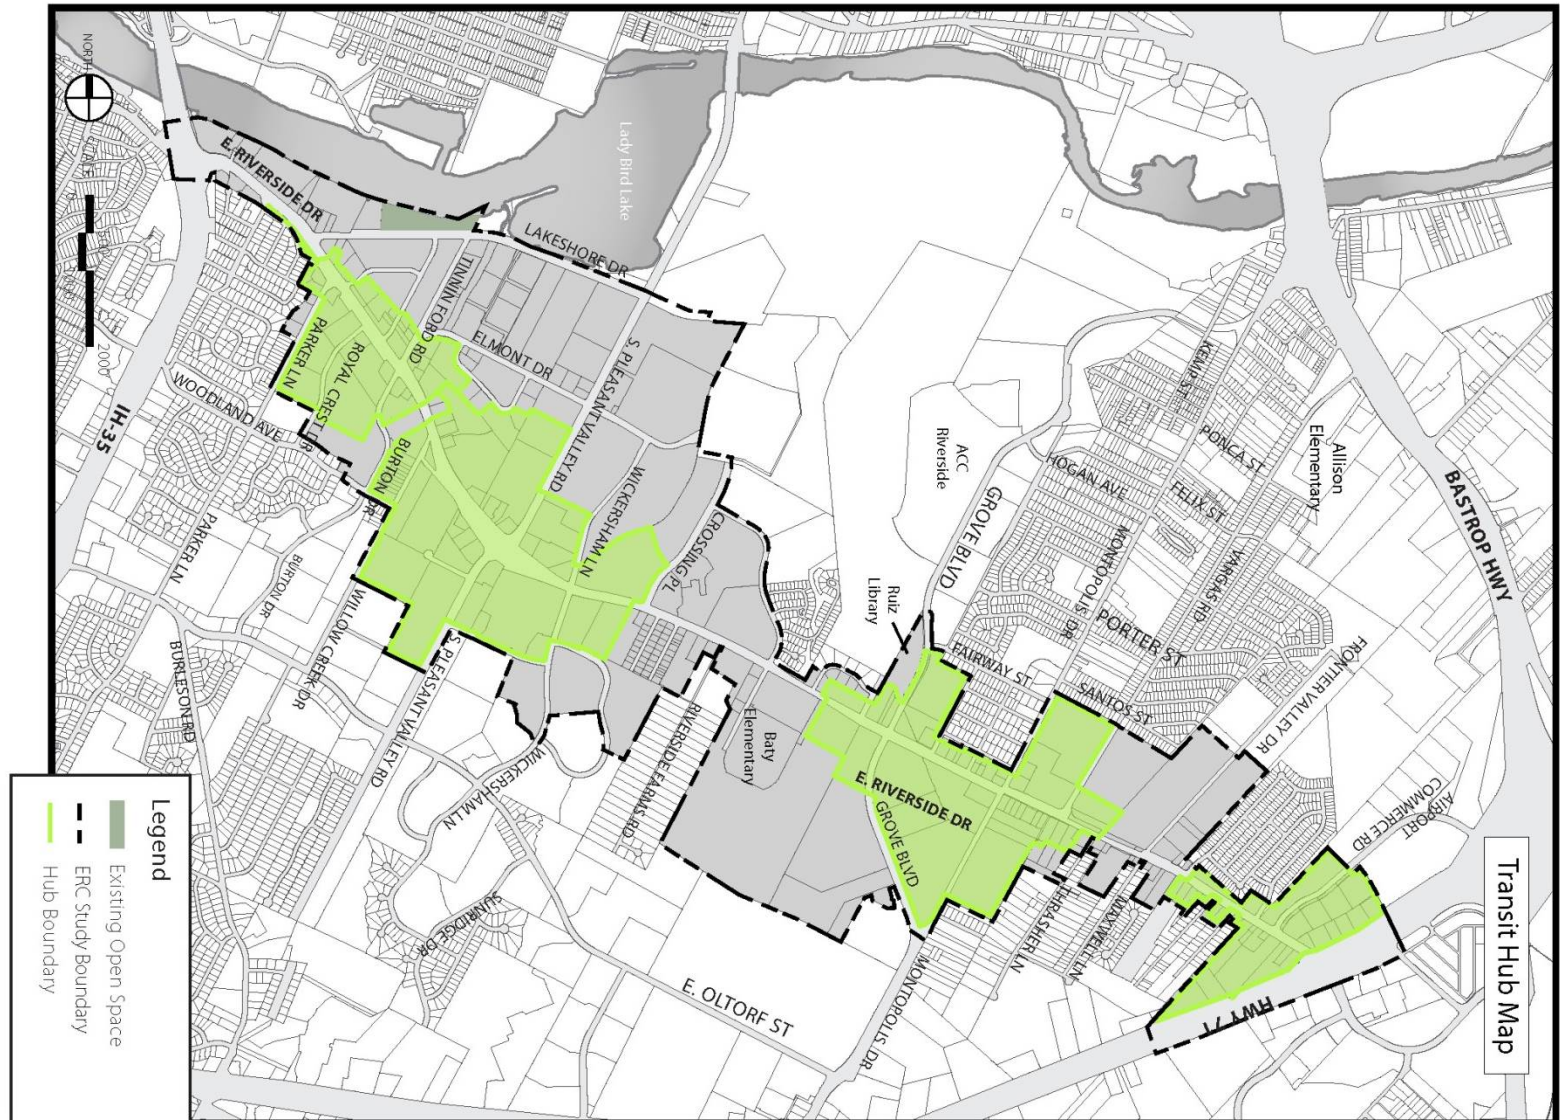 Transit Hub Map
NORTH
SCALE
2000'
IH-35
E. RIVERSIDE DR
Lady Bird Lake
LAKESHORE DR
TININ FORD RD
ELMONT DR
S. PLEASANT VALLEY RD
PARKER LN
ROYAL CREST DR
WOODLAND AVE
BURTON DR
WICKERSHAM LN
CROSSING PL
ACC
Riverside
GROVE BLVD
Ruiz
Library
KEMP ST
PONCA ST
Allison
Elementary
HOGAN AVE
FELIX ST
VARGAS RD
MONTOPOLIS DR
PORTER ST
BASTROP HWY
FAIRWAY ST
SANTOS ST
FRONTIER VALLEY DR
AIRPORT
COMMERCE RD
PARKER LN
BURTON DR
WILLOW CREEK DR
BURLESON RD
S. PLEASANT VALLEY RD
WICKERSHAM LN
RIVERSIDE FARMS RD
Baty
Elementary
E. RIVERSIDE DR
GROVE BLVD
THRASHER LN
MAXWELL LN
HWY 71
SUNRIDGE DR
E. OLTORF ST
MONTOPOLIS DR
Legend
Existing Open Space
ERC Study Boundary
Hub Boundary